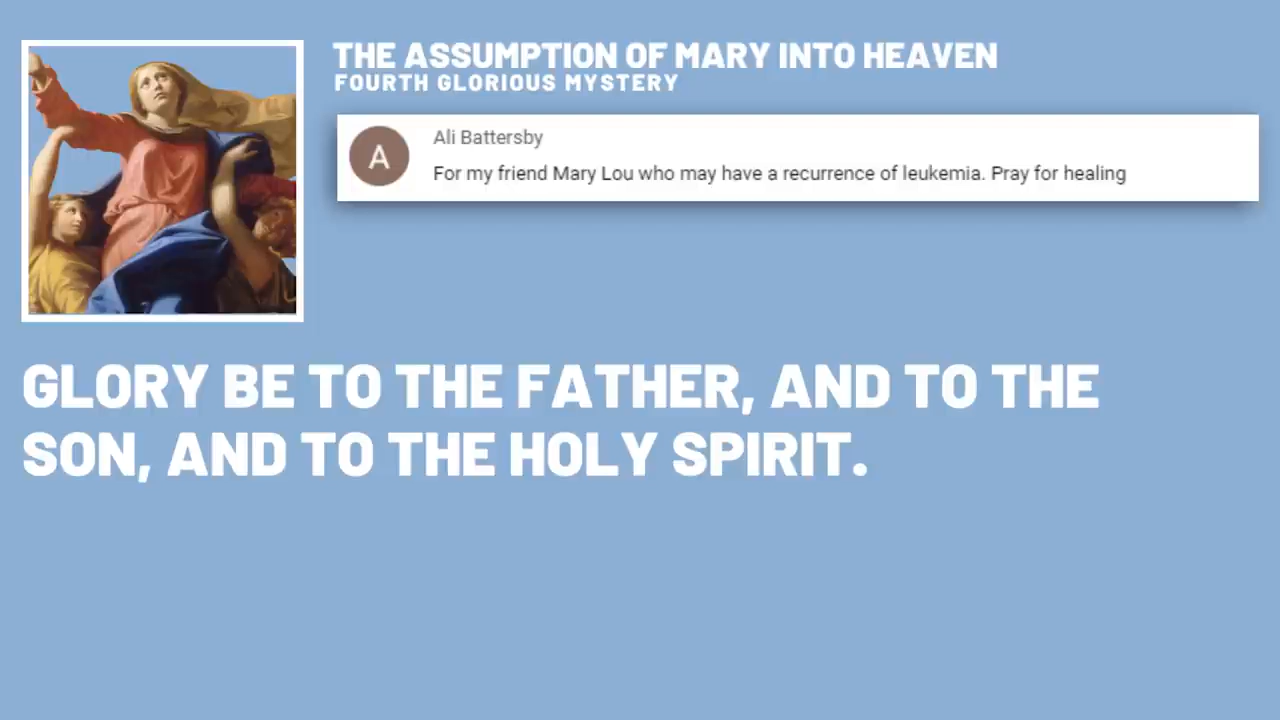 THE ASSUMPTION OF MARY INTO HEAVEN
FOURTH GLORIOUS MYSTERY
A
Ali Battersby
For my friend Mary Lou who may have a recurrence of leukemia. Pray for healing
GLORY BE TO THE FATHER, AND TO THE
SON, AND TO THE HOLY SPIRIT.